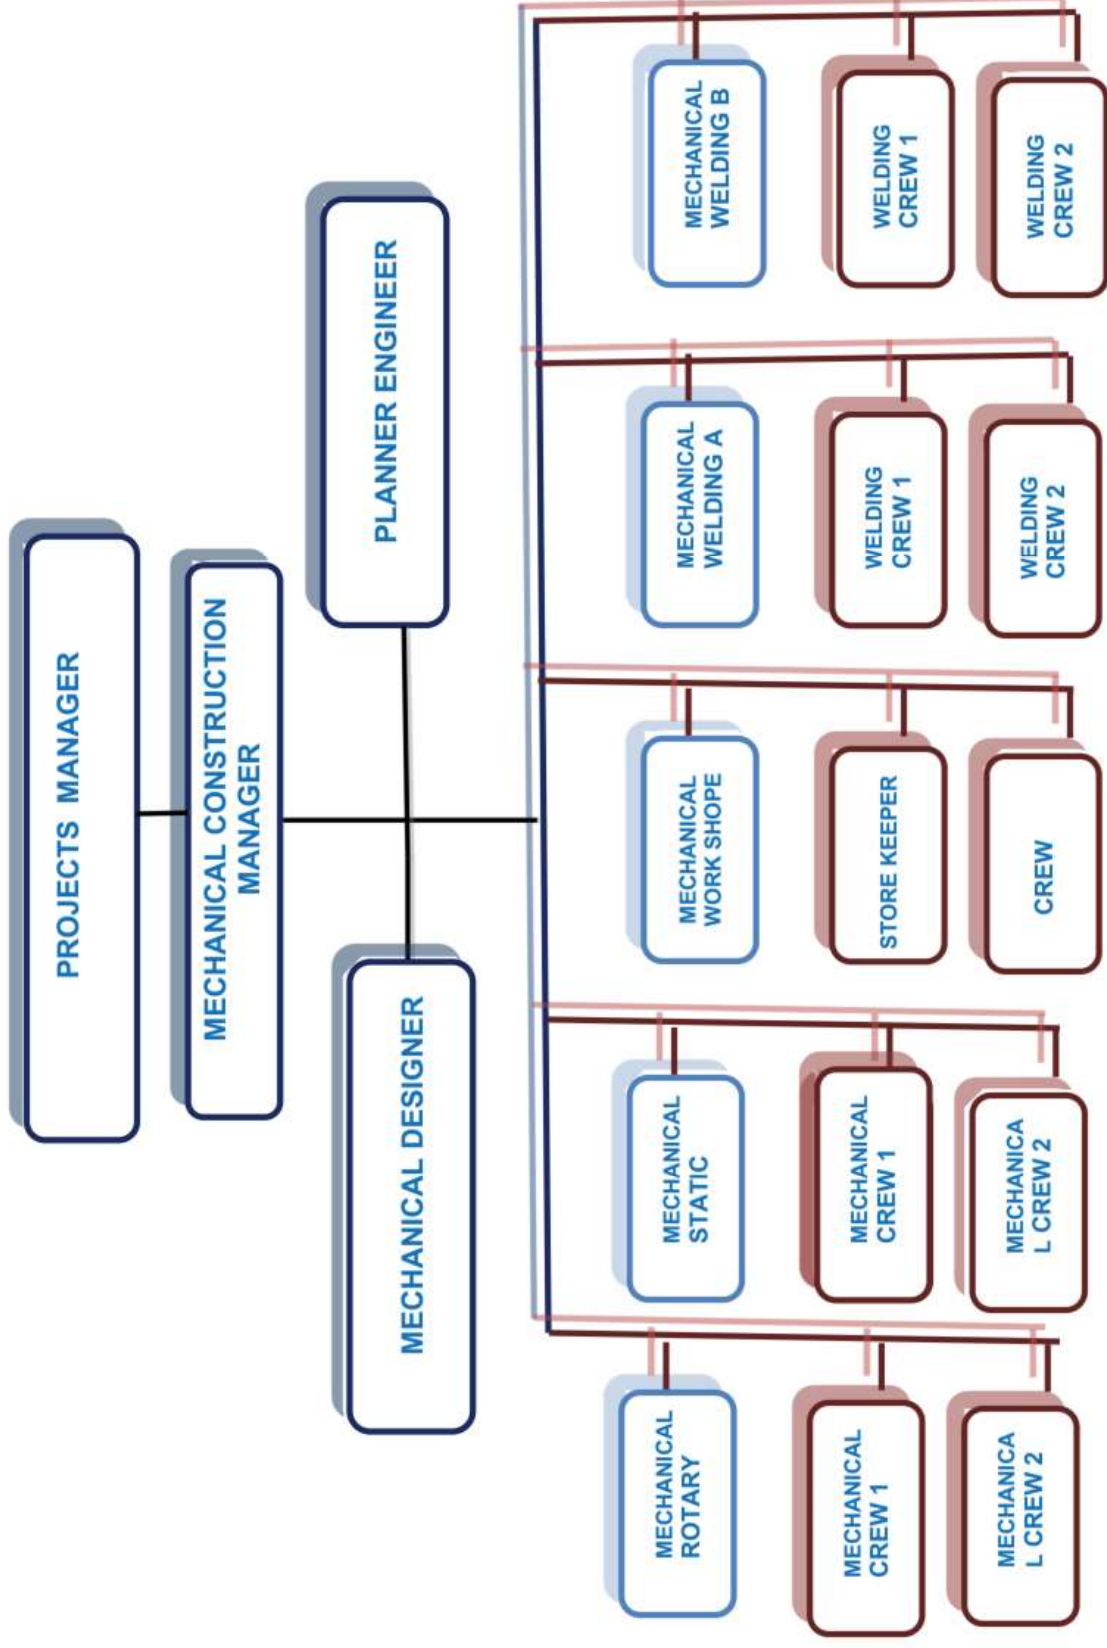 PROJECTS MANAGER
MECHANICAL CONSTRUCTION
MANAGER
MECHANICAL DESIGNER
PLANNER ENGINEER
MECHANICAL
ROTARY
MECHANICAL
STATIC
MECHANICAL
WORK SHOPE
MECHANICAL
WELDING A
MECHANICAL
WELDING B
MECHANICAL
CREW 1
MECHANICAL
CREW 1
STORE KEEPER
WELDING
CREW 1
WELDING
CREW 1
MECHANICA
L CREW 2
MECHANICA
L CREW 2
CREW
WELDING
CREW 2
WELDING
CREW 2